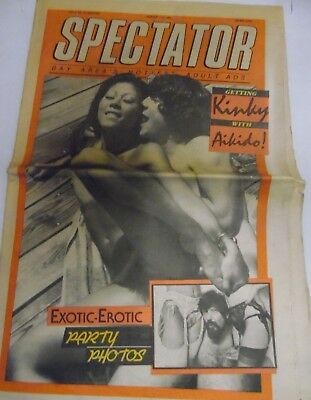 SPECTATOR
BAY AREA'S HOTTEST ADULT ADS
GETTING
Kinky
WITH
Aikido!
EXOTIC-EROTIC
PARTY
PHOTOS